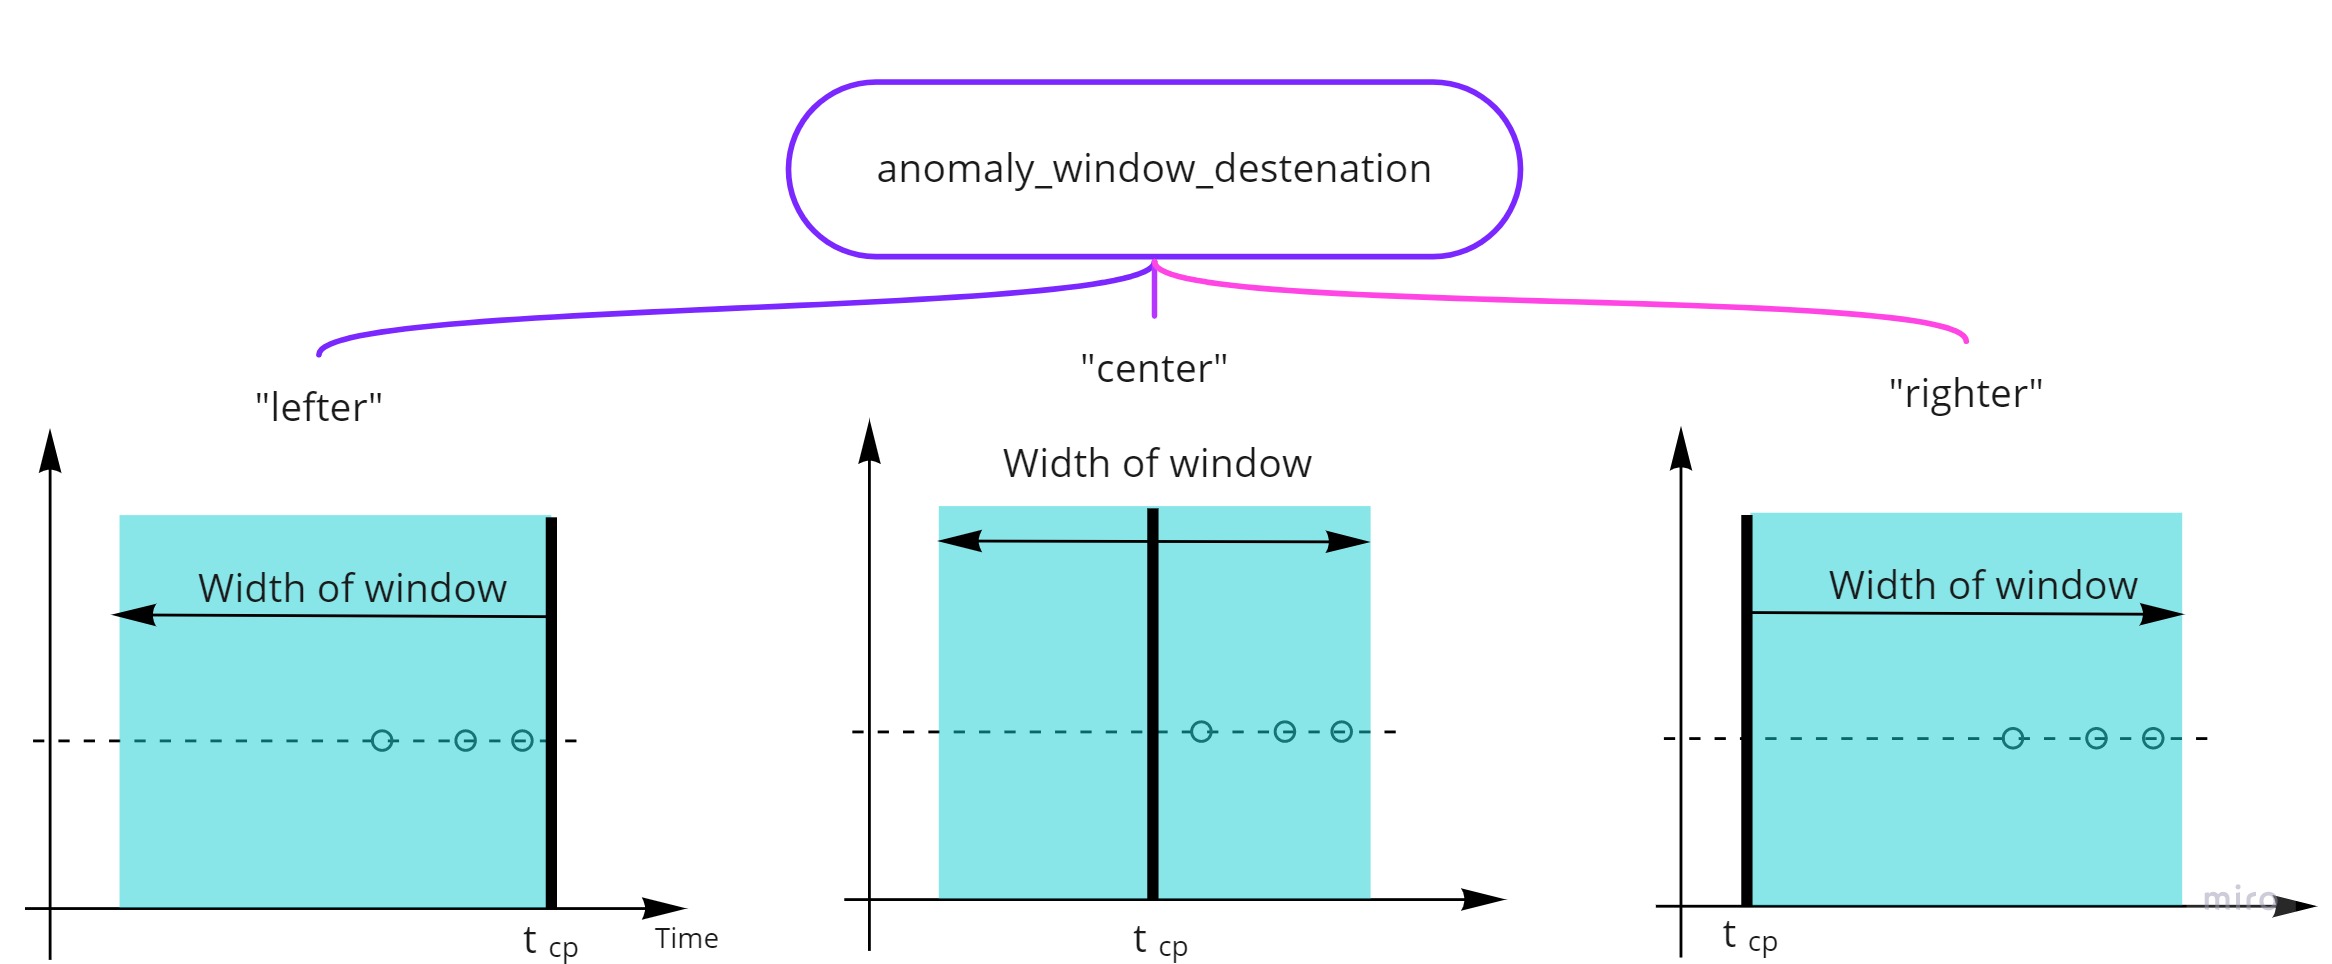 anomaly_window_destenation
"lefter"
"center"
"righter"
Width of window
Width of window
Width of window
t cp
Time
t cp
t cp
miro